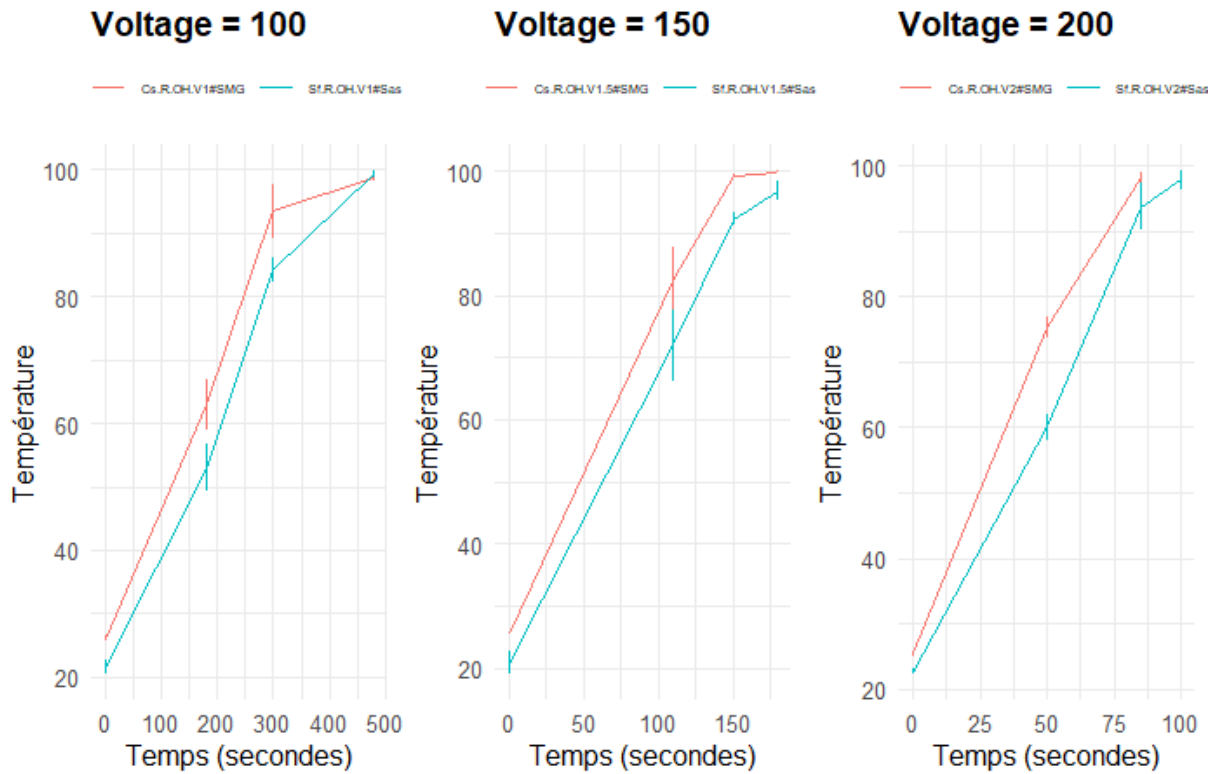 Voltage = 100
Cs.R.OH.V1#SMG
Sf.R.OH.V1#Sas
100
80
60
40
20
Température
0 100 200 300 400 500
Temps (secondes)
Voltage = 150
Cs.R.OH.V1.5#SMG
Sf.R.OH.V1.5#Sas
100
80
60
40
20
Température
0 50 100 150
Temps (secondes)
Voltage = 200
Cs.R.OH.V2#SMG
Sf.R.OH.V2#Sas
100
80
60
40
20
Température
0 25 50 75 100
Temps (secondes)